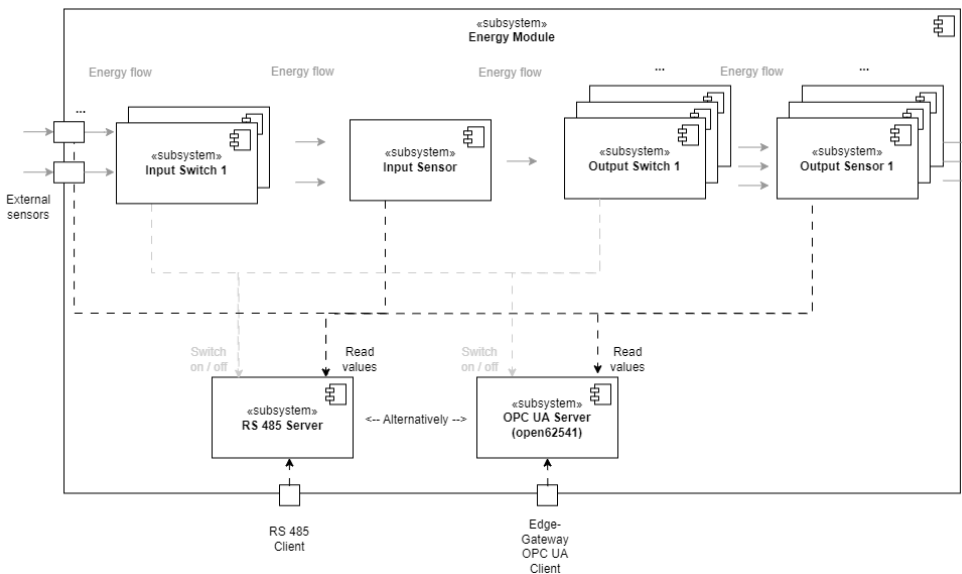 «subsystem»
Energy Module
Energy flow
Energy flow
Energy flow
...
Energy flow
...
...
«subsystem»
Input Switch 1
«subsystem»
Input Sensor
«subsystem»
Output Switch 1
«subsystem»
Output Sensor 1
External
sensors
Switch
on / off
Read
values
Switch
on / off
Read
values
«subsystem»
RS 485 Server
<-- Alternatively -->
«subsystem»
OPC UA Server
(open62541)
RS 485
Client
Edge-
Gateway
OPC UA
Client